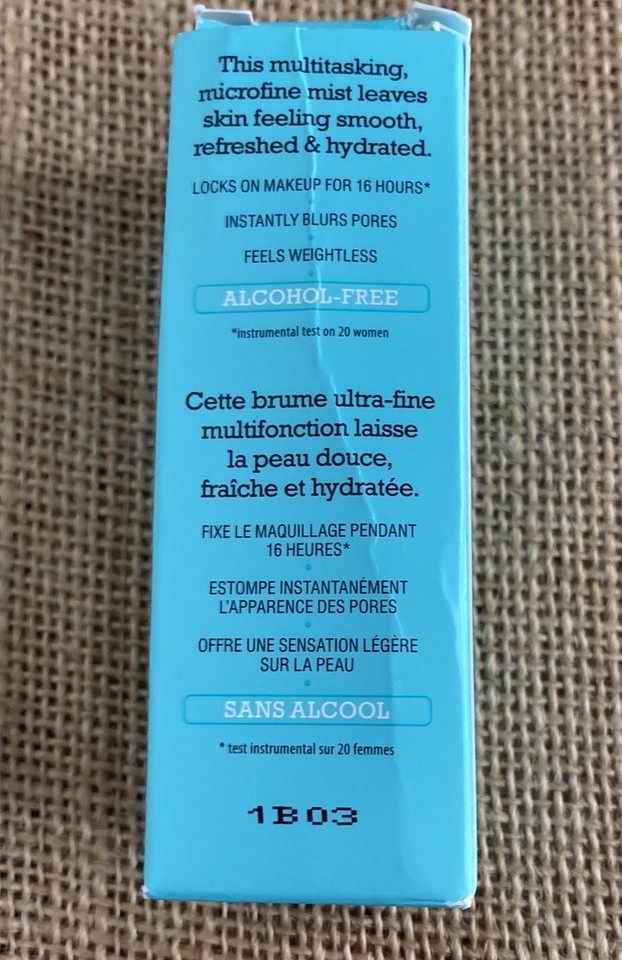 This multitasking,
microfine mist leaves
skin feeling smooth,
refreshed & hydrated.
LOCKS ON MAKEUP FOR 16 HOURS*
INSTANTLY BLURS PORES
FEELS WEIGHTLESS
ALCOHOL-FREE
*instrumental test on 20 women
Cette brume ultra-fine
multifonction laisse
la peau douce,
fraîche et hydratée.
FIXE LE MAQUILLAGE PENDANT
16 HEURES*
ESTOMPE INSTANTANÉMENT
L'APPARENCE DES PORES
OFFRE UNE SENSATION LÉGÈRE
SUR LA PEAU
SANS ALCOOL
* test instrumental sur 20 femmes
1B03